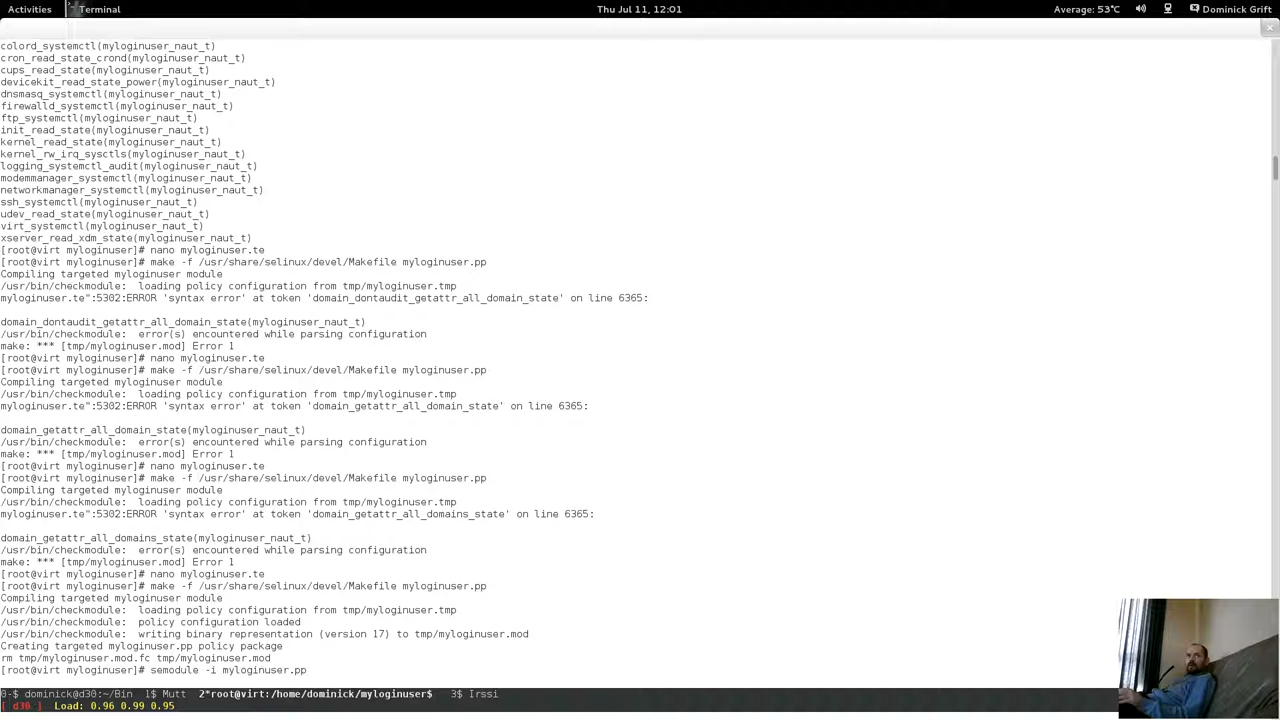 Activities Terminal Thu Jul 11, 12:01 Average: 53°C Dominick Grift
colord_systemctl(myloginuser_naut_t)
cron_read_state_crond(myloginuser_naut_t)
cups_read_state(myloginuser_naut_t)
devicekit_read_state_power(myloginuser_naut_t)
dnsmasq_systemctl(myloginuser_naut_t)
firewalld_systemctl(myloginuser_naut_t)
ftp_systemctl(myloginuser_naut_t)
init_read_state(myloginuser_naut_t)
kernel_read_state(myloginuser_naut_t)
kernel_rw_irq_sysctls(myloginuser_naut_t)
logging_systemctl_audit(myloginuser_naut_t)
modemmanager_systemctl(myloginuser_naut_t)
networkmanager_systemctl(myloginuser_naut_t)
ssh_systemctl(myloginuser_naut_t)
udev_read_state(myloginuser_naut_t)
virt_systemctl(myloginuser_naut_t)
xserver_read_xdm_state(myloginuser_naut_t)
[root@virt myloginuser]# nano myloginuser.te
[root@virt myloginuser]# make -f /usr/share/selinux/devel/Makefile myloginuser.pp
Compiling targeted myloginuser module
/usr/bin/checkmodule:  loading policy configuration from tmp/myloginuser.tmp
myloginuser.te":5302:ERROR 'syntax error' at token 'domain_dontaudit_getattr_all_domain_state' on line 6365:
domain_dontaudit_getattr_all_domain_state(myloginuser_naut_t)
/usr/bin/checkmodule:  error(s) encountered while parsing configuration
make: *** [tmp/myloginuser.mod] Error 1
[root@virt myloginuser]# nano myloginuser.te
[root@virt myloginuser]# make -f /usr/share/selinux/devel/Makefile myloginuser.pp
Compiling targeted myloginuser module
/usr/bin/checkmodule:  loading policy configuration from tmp/myloginuser.tmp
myloginuser.te":5302:ERROR 'syntax error' at token 'domain_getattr_all_domain_state' on line 6365:
domain_getattr_all_domain_state(myloginuser_naut_t)
/usr/bin/checkmodule:  error(s) encountered while parsing configuration
make: *** [tmp/myloginuser.mod] Error 1
[root@virt myloginuser]# nano myloginuser.te
[root@virt myloginuser]# make -f /usr/share/selinux/devel/Makefile myloginuser.pp
Compiling targeted myloginuser module
/usr/bin/checkmodule:  loading policy configuration from tmp/myloginuser.tmp
myloginuser.te":5302:ERROR 'syntax error' at token 'domain_getattr_all_domains_state' on line 6365:
domain_getattr_all_domains_state(myloginuser_naut_t)
/usr/bin/checkmodule:  error(s) encountered while parsing configuration
make: *** [tmp/myloginuser.mod] Error 1
[root@virt myloginuser]# nano myloginuser.te
[root@virt myloginuser]# make -f /usr/share/selinux/devel/Makefile myloginuser.pp
Compiling targeted myloginuser module
/usr/bin/checkmodule:  loading policy configuration from tmp/myloginuser.tmp
/usr/bin/checkmodule:  policy configuration loaded
/usr/bin/checkmodule:  writing binary representation (version 17) to tmp/myloginuser.mod
Creating targeted myloginuser.pp policy package
rm tmp/myloginuser.mod.fc tmp/myloginuser.mod
[root@virt myloginuser]# semodule -i myloginuser.pp
0-$ dominick@d30:~/Bin  1$ Mutt  2*root@virt:/home/dominick/myloginuser$  3$ Irssi
[ d30 ]  Load: 0.96 0.99 0.95